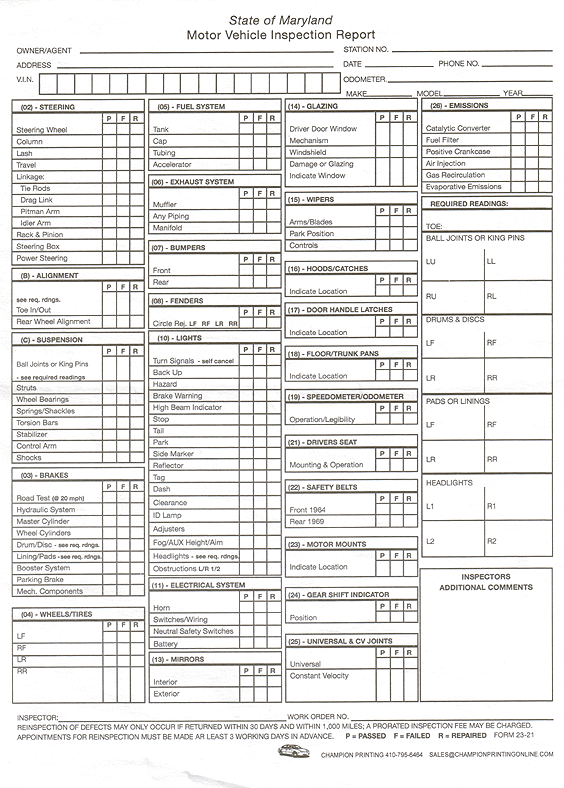 State of Maryland
Motor Vehicle Inspection Report
OWNER/AGENT
STATION NO.
ADDRESS
DATE
PHONE NO.
V.I.N.
ODOMETER
MAKE
MODEL
YEAR
(02) - STEERING
P F R
Steering Wheel
Column
Lash
Travel
Linkage:
Tie Rods
Drag Link
Pitman Arm
Idler Arm
Rack & Pinion
Steering Box
Power Steering
(B) - ALIGNMENT
P F R
see req. rdngs.
Toe In/Out
Rear Wheel Alignment
(C) - SUSPENSION
P F R
Ball Joints or King Pins
- see required readings
Struts
Wheel Bearings
Springs/Shackles
Torsion Bars
Stabilizer
Control Arm
Shocks
(03) - BRAKES
P F R
Road Test (@ 20 mph)
Hydraulic System
Master Cylinder
Wheel Cylinders
Drum/Disc - see req. rdngs.
Lining/Pads - see req. rdngs.
Booster System
Parking Brake
Mech. Components
(04) - WHEELS/TIRES
P F R
LF
RF
LR
RR
(05) - FUEL SYSTEM
P F R
Tank
Cap
Tubing
Accelerator
(06) - EXHAUST SYSTEM
P F R
Muffler
Any Piping
Manifold
(07) - BUMPERS
P F R
Front
Rear
(08) - FENDERS
P F R
Circle Rej. LF RF LR RR
(10) - LIGHTS
P F R
Turn Signals - self cancel
Back Up
Hazard
Brake Warning
High Beam Indicator
Stop
Tail
Park
Side Marker
Reflector
Tag
Dash
Clearance
ID Lamp
Adjusters
Fog/AUX Height/Aim
Headlights - see req. rdngs.
Obstructions L/R 1/2
(11) - ELECTRICAL SYSTEM
P F R
Horn
Switches/Wiring
Neutral Safety Switches
Battery
(13) - MIRRORS
P F R
Interior
Exterior
(14) - GLAZING
P F R
Driver Door Window
Mechanism
Windshield
Damage or Glazing
Indicate Window
(15) - WIPERS
P F R
Arms/Blades
Park Position
Controls
(16) - HOODS/CATCHES
P F R
Indicate Location
(17) - DOOR HANDLE LATCHES
P F R
Indicate Location
(18) - FLOOR/TRUNK PANS
P F R
Indicate Location
(19) - SPEEDOMETER/ODOMETER
P F R
Operation/Legibility
(21) - DRIVERS SEAT
P F R
Mounting & Operation
(22) - SAFETY BELTS
P F R
Front 1964
Rear 1969
(23) - MOTOR MOUNTS
P F R
Indicate Location
(24) - GEAR SHIFT INDICATOR
P F R
Position
(25) - UNIVERSAL & CV JOINTS
P F R
Universal
Constant Velocity
(26) - EMISSIONS
P F R
Catalytic Converter
Fuel Filter
Positive Crankcase
Air Injection
Gas Recirculation
Evaporative Emissions
REQUIRED READINGS:
TOE:
BALL JOINTS OR KING PINS
LU LL
RU RL
DRUMS & DISCS
LF RF
LR RR
PADS OR LININGS
LF RF
LR RR
HEADLIGHTS
L1 R1
L2 R2
INSPECTORS
ADDITIONAL COMMENTS
INSPECTOR:
WORK ORDER NO.
REINSPECTION OF DEFECTS MAY ONLY OCCUR IF RETURNED WITHIN 30 DAYS AND WITHIN 1,000 MILES; A PRORATED INSPECTION FEE MAY BE CHARGED.
APPOINTMENTS FOR REINSPECTION MUST BE MADE AR LEAST 3 WORKING DAYS IN ADVANCE. P = PASSED F = FAILED R = REPAIRED FORM 23-21
CHAMPION PRINTING 410-795-6464 SALES@CHAMPIONPRINTINGONLINE.COM